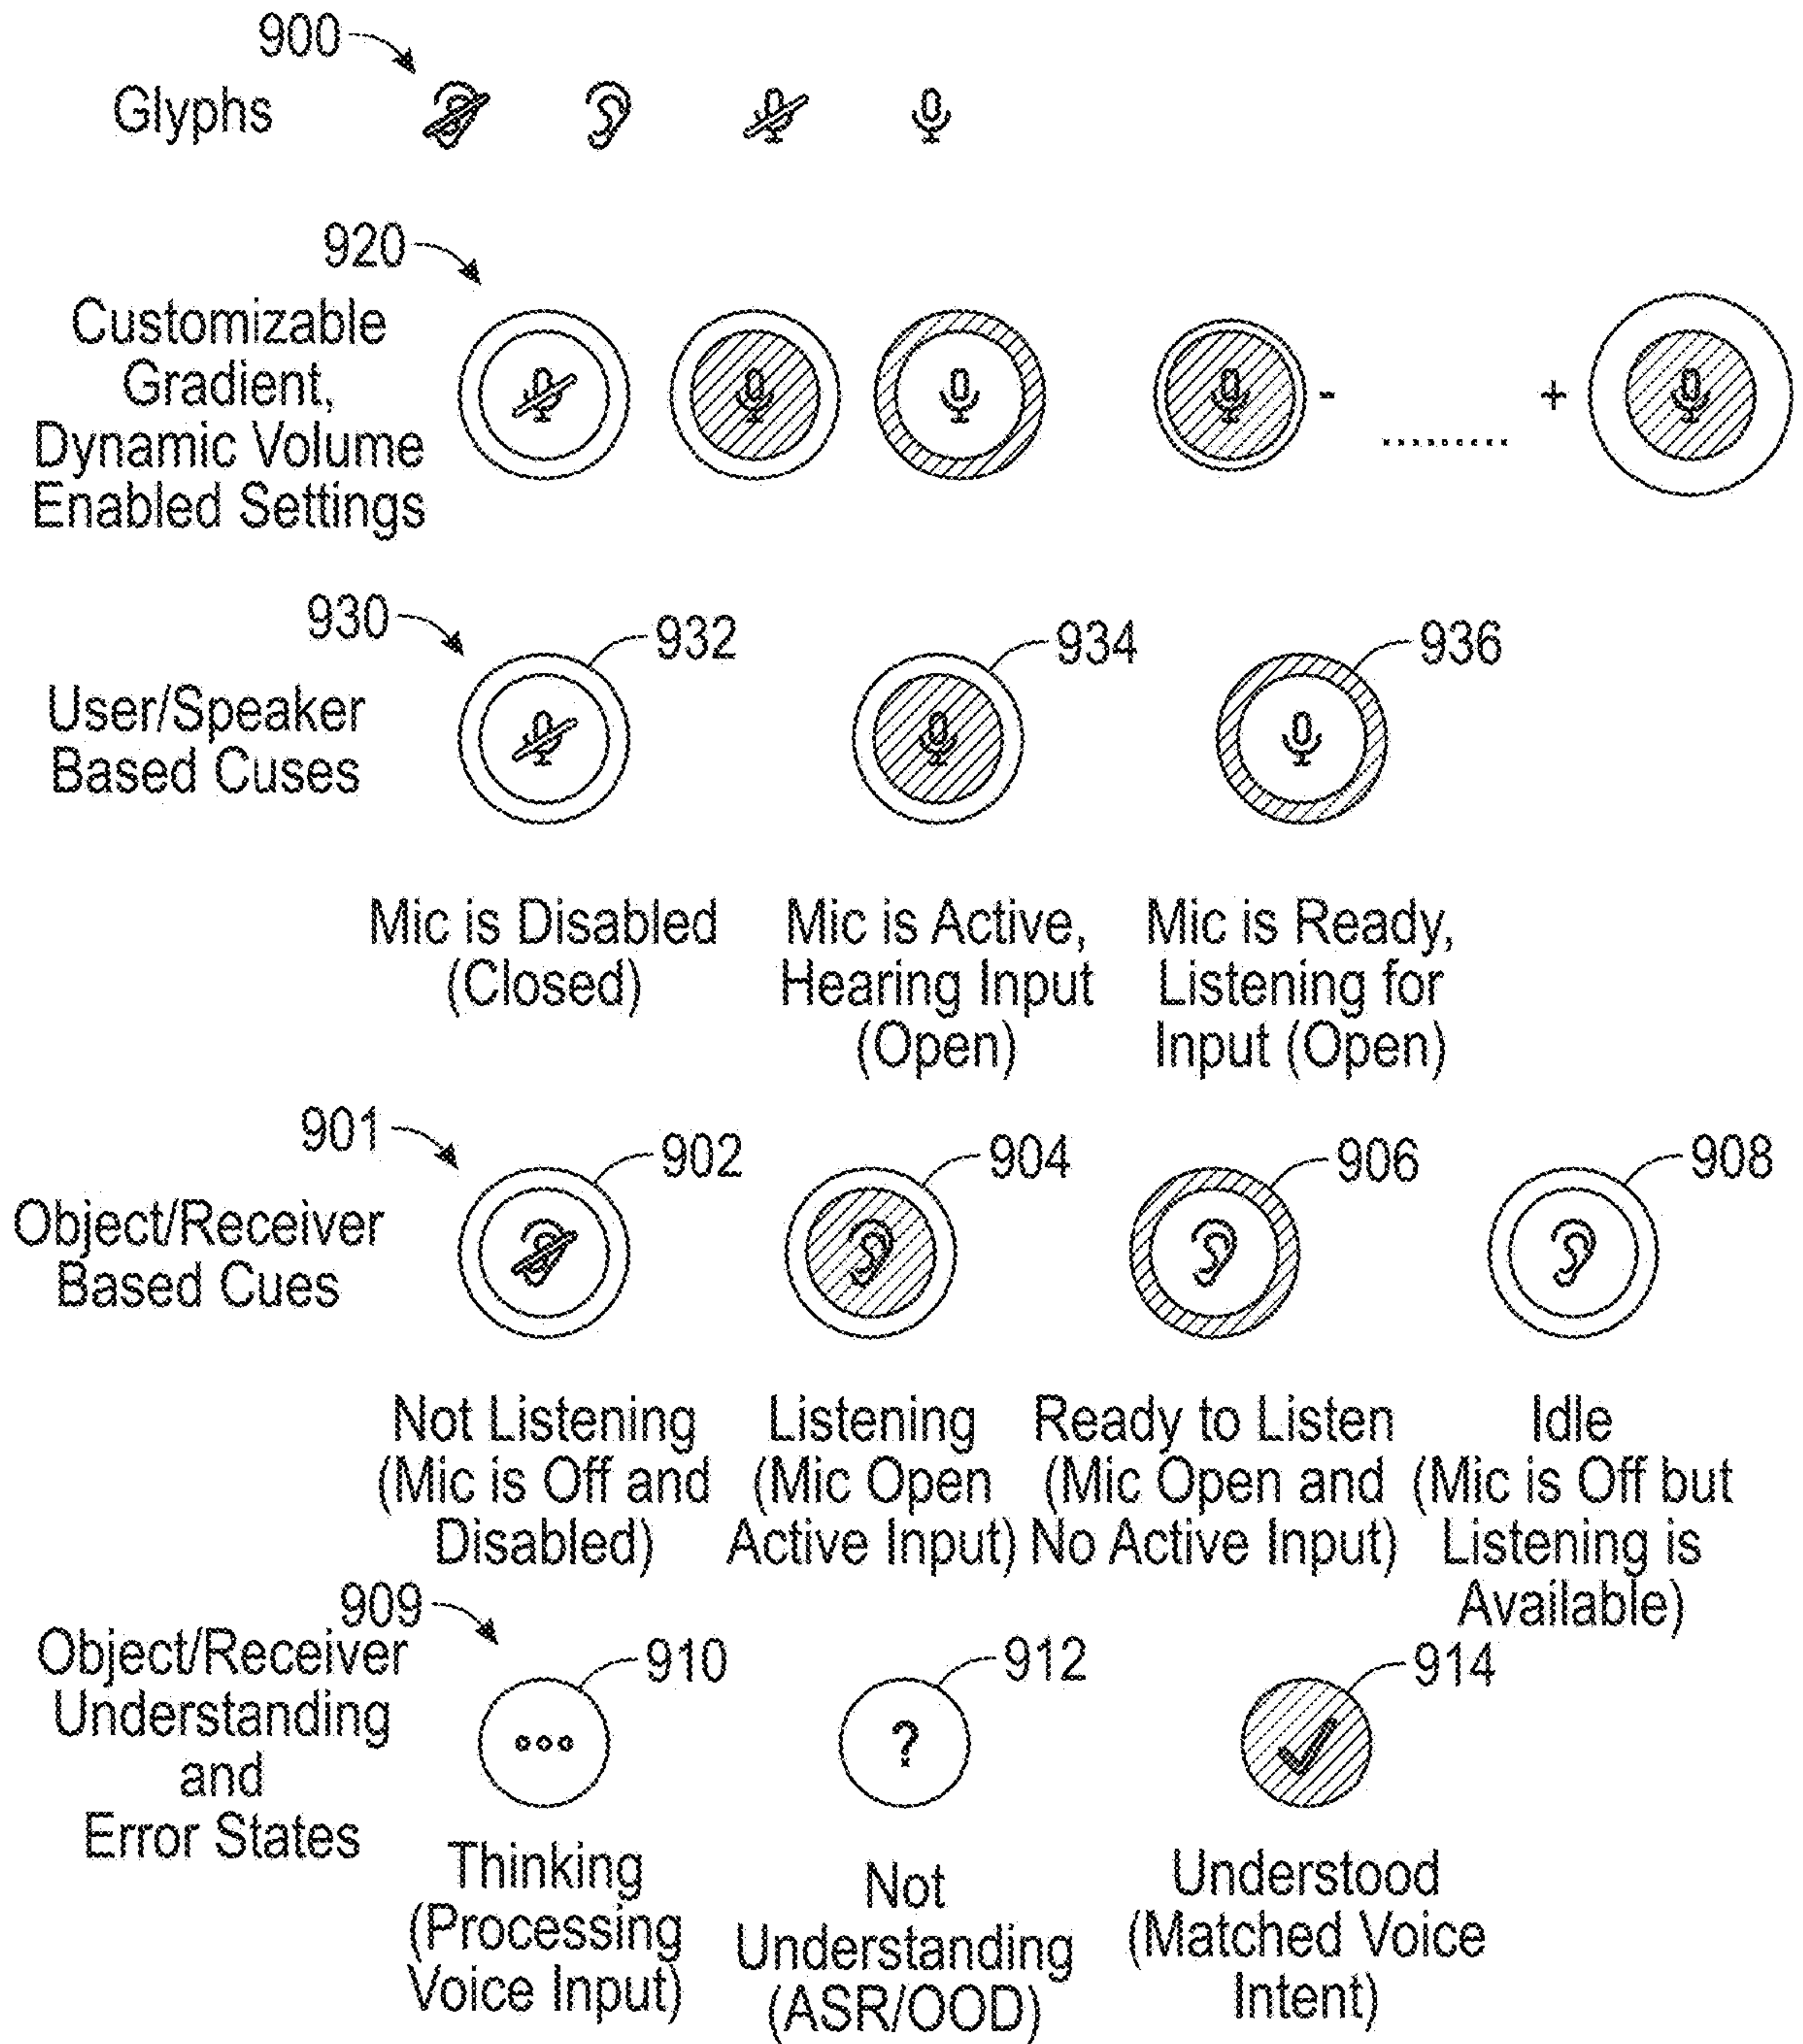 900
Glyphs
920
Customizable
Gradient,
Dynamic Volume
Enabled Settings
-
+
930
932
934
936
User/Speaker
Based Cuses
Mic is Disabled
(Closed)
Mic is Active,
Hearing Input
(Open)
Mic is Ready,
Listening for
Input (Open)
901
902
904
906
908
Object/Receiver
Based Cues
Not Listening
(Mic is Off and
Disabled)
Listening
(Mic Open
Active Input)
Ready to Listen
(Mic Open and
No Active Input)
Idle
(Mic is Off but
Listening is
Available)
909
910
912
914
Object/Receiver
Understanding
and
Error States
?
Thinking
(Processing
Voice Input)
Not
Understanding
(ASR/OOD)
Understood
(Matched Voice
Intent)